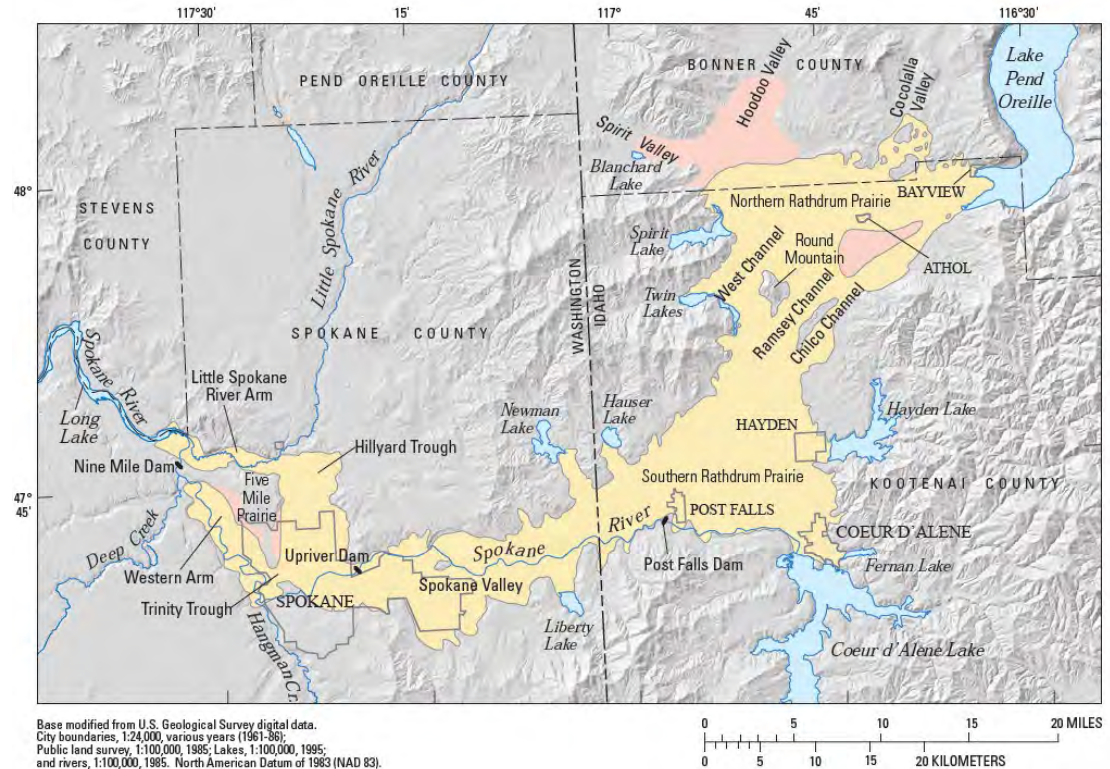 117°30'
15'
117°
45'
116°30'
PEND OREILLE COUNTY
BONNER COUNTY
Hoodoo Valley
Cocolalla
Valley
Lake
Pend
Oreille
Spirit Valley
Blanchard
Lake
48°
BAYVIEW
Northern Rathdrum Prairie
STEVENS
COUNTY
Little Spokane River
Spirit
Lake
West Channel
Round
Mountain
ATHOL
Twin
Lakes
Ramsey Channel
Chilco Channel
WASHINGTON
IDAHO
SPOKANE COUNTY
Spokane River
Long
Lake
Little Spokane
River Arm
Newman
Lake
Hauser
Lake
Hayden Lake
HAYDEN
Nine Mile Dam
Hillyard Trough
Five
Mile
Prairie
Southern Rathdrum Prairie
KOOTENAI COUNTY
47°
45'
POST FALLS
Deep Creek
Upriver Dam
Spokane River
COEUR D'ALENE
Post Falls Dam
Fernan Lake
Western Arm
Spokane Valley
Trinity Trough
SPOKANE
Hangman Cr.
Liberty
Lake
Coeur d'Alene Lake
Base modified from U.S. Geological Survey digital data.
City boundaries, 1:24,000, various years (1961-86);
Public land survey, 1:100,000, 1985; Lakes, 1:100,000, 1995;
and rivers, 1:100,000, 1985. North American Datum of 1983 (NAD 83).
0 5 10 15 20 MILES
0 5 10 15 20 KILOMETERS